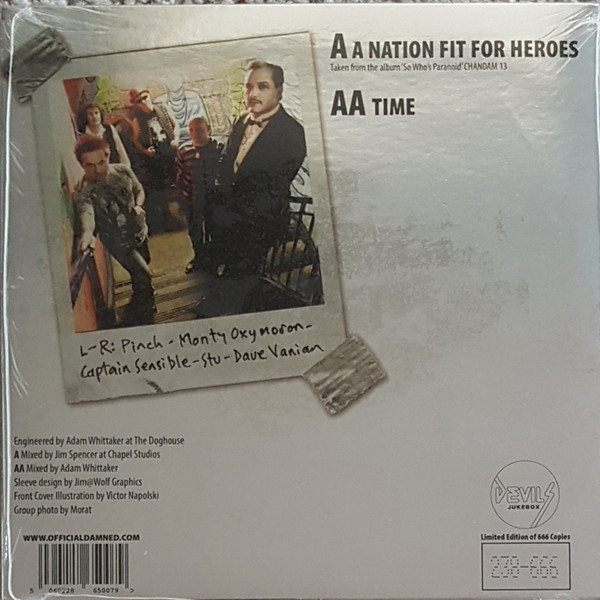 A A NATION FIT FOR HEROES
Taken from the album 'So Who's Paranoid' CHANDAM 13
AA TIME
L-R: Pinch - Monty Oxymoron -
Captain Sensible - Stu - Dave Vanian
Engineered by Adam Whittaker at The Doghouse
A Mixed by Jim Spencer at Chapel Studios
AA Mixed by Adam Whittaker
Sleeve design by Jim@Wolf Graphics
Front Cover Illustration by Victor Napolski
Group photo by Morat
DEVILS
JUKEBOX
WWW.OFFICIALDAMNED.COM
Limited Edition of 666 Copies
5 060228 650079 >